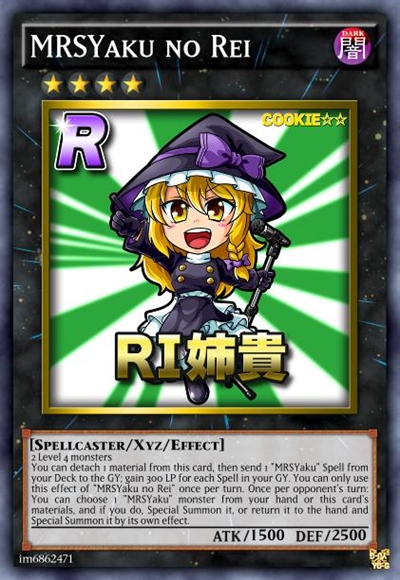 MRSYaku no Rei
DARK
闇
R
COOKIE☆☆
RI姉貴
[Spellcaster/Xyz/Effect]
2 Level 4 monsters
You can detach 1 material from this card, then send 1 "MRSYaku" Spell from
your Deck to the GY; gain 300 LP for each Spell in your GY. You can only use
this effect of "MRSYaku no Rei" once per turn. Once per opponent's turn:
You can choose 1 "MRSYaku" monster from your hand or this card's
materials, and if you do, Special Summon it, or return it to the hand and
Special Summon it by its own effect.
ATK/1500 DEF/2500
im6862471